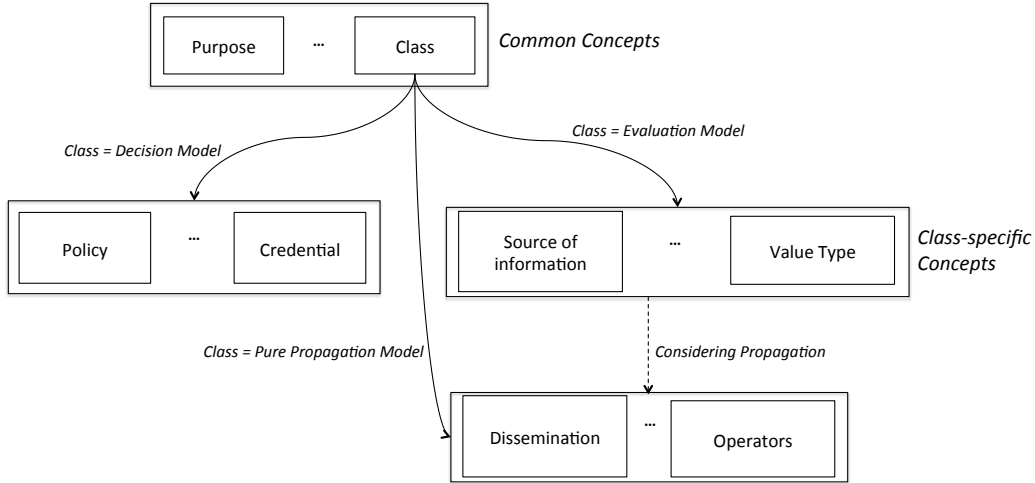 Purpose
...
Class
Common Concepts
Class = Decision Model
Class = Evaluation Model
Policy
...
Credential
Source of
information
...
Value Type
Class-specific
Concepts
Class = Pure Propagation Model
Considering Propagation
Dissemination
...
Operators